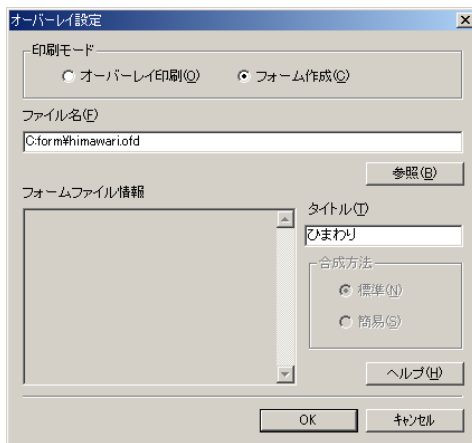 オーバーレイ設定
印刷モード
オーバーレイ印刷(O)
フォーム作成(C)
ファイル名(F)
C:form¥himawari.ofd
参照(B)
フォームファイル情報
タイトル(T)
ひまわり
合成方法
標準(N)
簡易(S)
ヘルプ(H)
OK
キャンセル